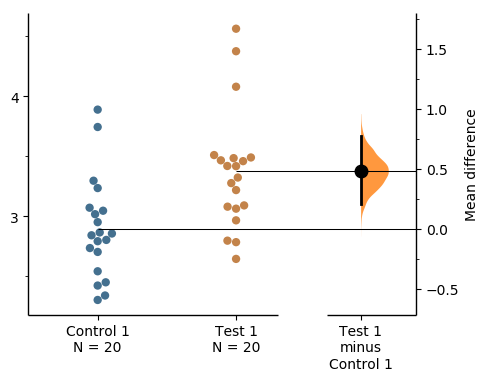 4
3
1.5
1.0
0.5
0.0
−0.5
Mean difference
Control 1
N = 20
Test 1
N = 20
Test 1
minus
Control 1